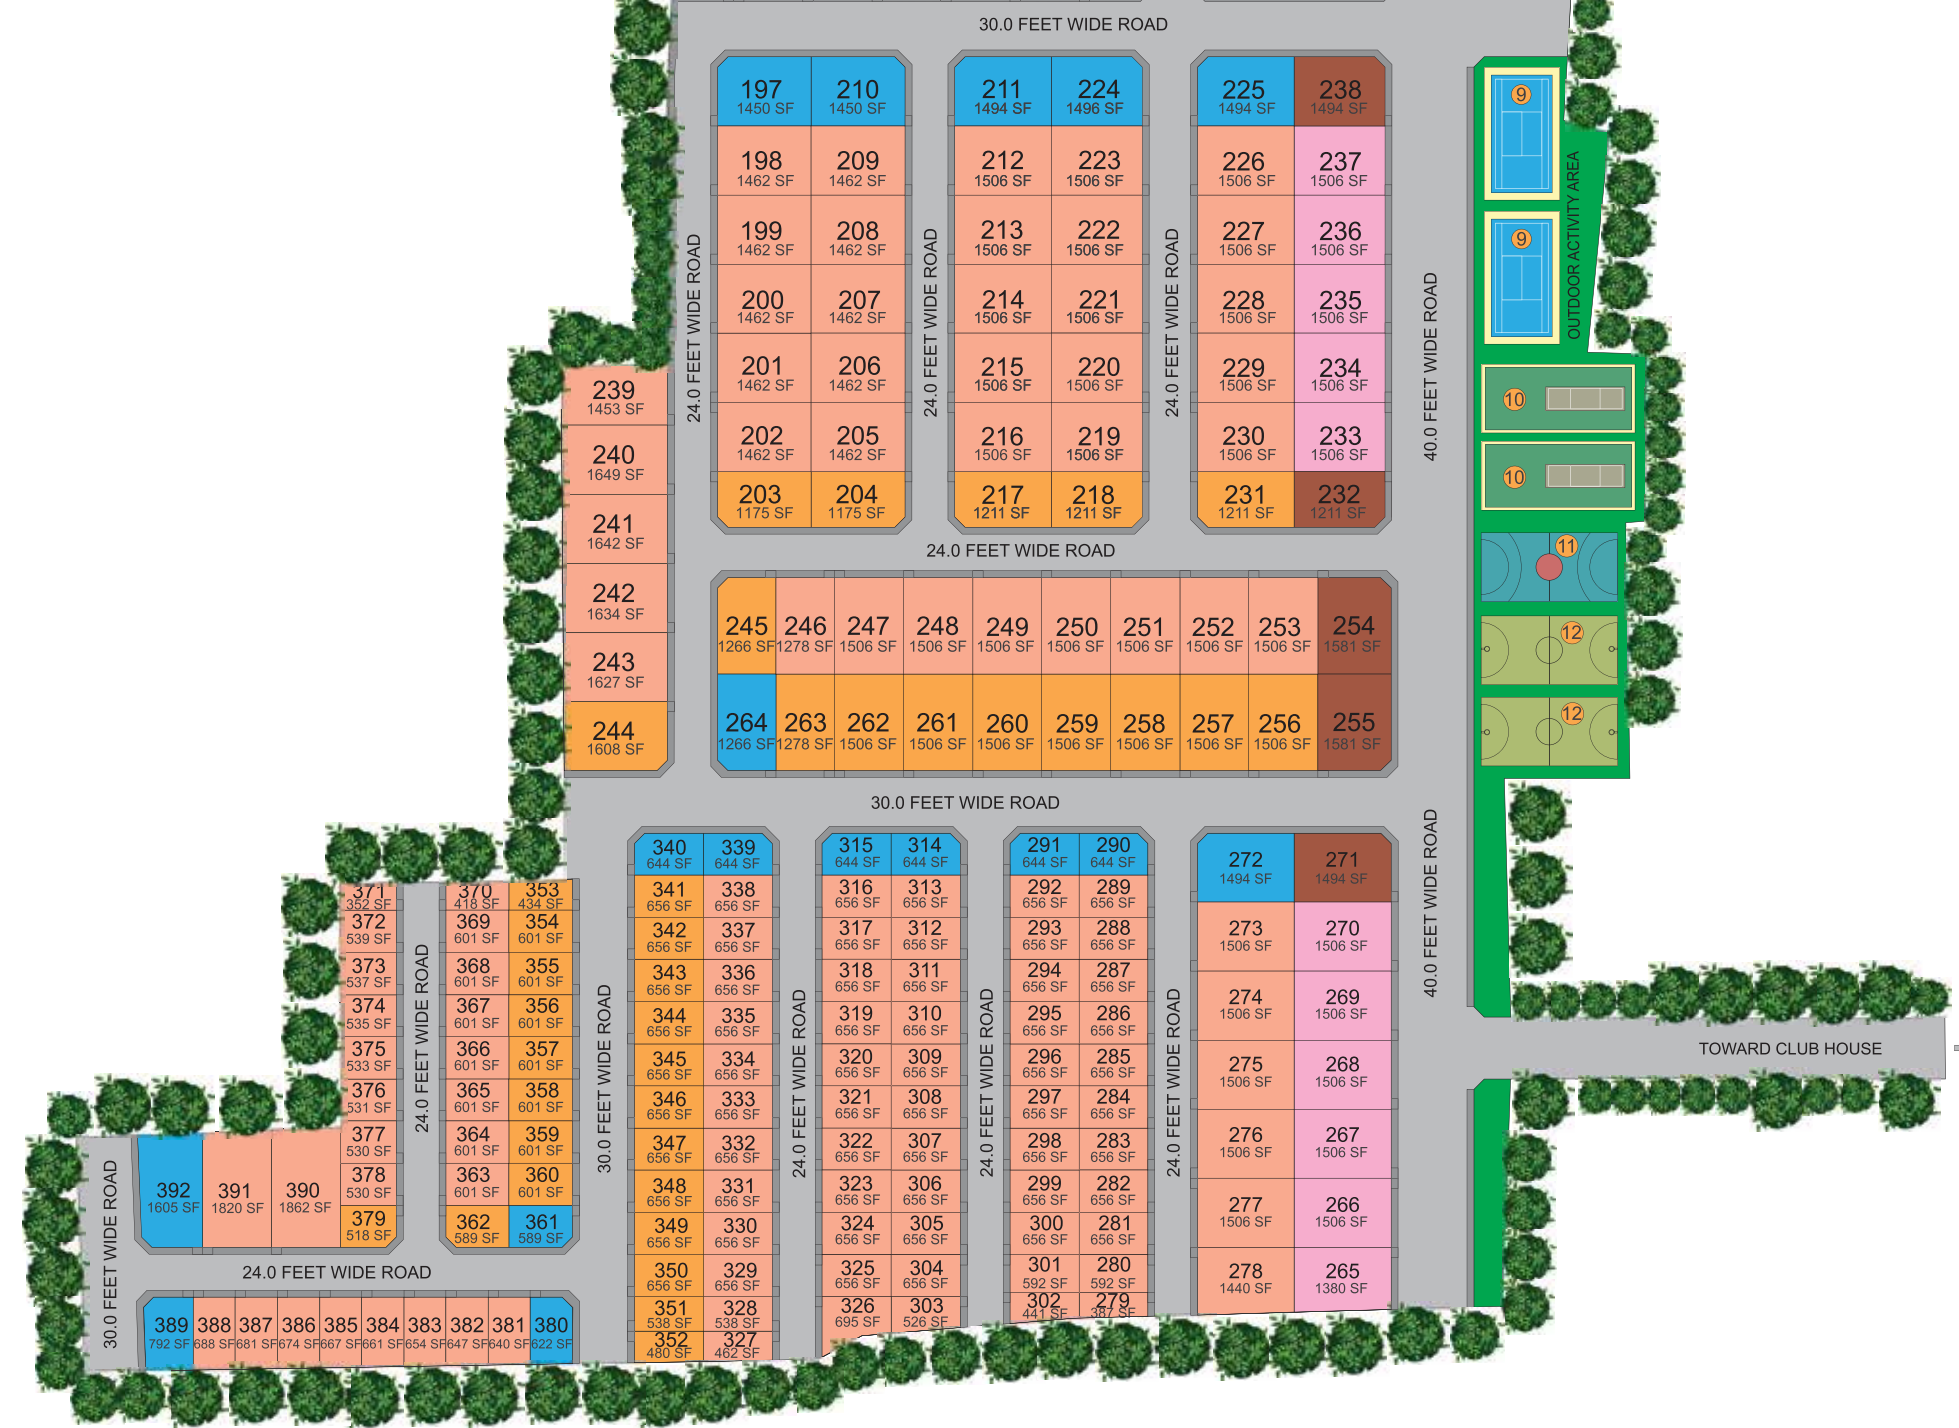 30.0 FEET WIDE ROAD
197
1450 SF
210
1450 SF
198
1462 SF
209
1462 SF
199
1462 SF
208
1462 SF
200
1462 SF
207
1462 SF
201
1462 SF
206
1462 SF
202
1462 SF
205
1462 SF
203
1175 SF
204
1175 SF
211
1494 SF
224
1496 SF
212
1506 SF
223
1506 SF
213
1506 SF
222
1506 SF
214
1506 SF
221
1506 SF
215
1506 SF
220
1506 SF
216
1506 SF
219
1506 SF
217
1211 SF
218
1211 SF
225
1494 SF
238
1494 SF
226
1506 SF
237
1506 SF
227
1506 SF
236
1506 SF
228
1506 SF
235
1506 SF
229
1506 SF
234
1506 SF
230
1506 SF
233
1506 SF
231
1211 SF
232
1211 SF
24.0 FEET WIDE ROAD
24.0 FEET WIDE ROAD
24.0 FEET WIDE ROAD
40.0 FEET WIDE ROAD
OUTDOOR ACTIVITY AREA
9
9
10
10
11
12
12
239
1453 SF
240
1649 SF
241
1642 SF
242
1634 SF
243
1627 SF
244
1608 SF
24.0 FEET WIDE ROAD
245
1266 SF
246
1278 SF
247
1506 SF
248
1506 SF
249
1506 SF
250
1506 SF
251
1506 SF
252
1506 SF
253
1506 SF
254
1581 SF
264
1266 SF
263
1278 SF
262
1506 SF
261
1506 SF
260
1506 SF
259
1506 SF
258
1506 SF
257
1506 SF
256
1506 SF
255
1581 SF
30.0 FEET WIDE ROAD
371
352 SF
372
539 SF
373
537 SF
374
535 SF
375
533 SF
376
531 SF
377
530 SF
378
530 SF
379
518 SF
24.0 FEET WIDE ROAD
370
418 SF
353
434 SF
369
601 SF
354
601 SF
368
601 SF
355
601 SF
367
601 SF
356
601 SF
366
601 SF
357
601 SF
365
601 SF
358
601 SF
364
601 SF
359
601 SF
363
601 SF
360
601 SF
362
589 SF
361
589 SF
30.0 FEET WIDE ROAD
340
644 SF
339
644 SF
341
656 SF
338
656 SF
342
656 SF
337
656 SF
343
656 SF
336
656 SF
344
656 SF
335
656 SF
345
656 SF
334
656 SF
346
656 SF
333
656 SF
347
656 SF
332
656 SF
348
656 SF
331
656 SF
349
656 SF
330
656 SF
350
656 SF
329
656 SF
351
538 SF
328
538 SF
352
480 SF
327
462 SF
24.0 FEET WIDE ROAD
315
644 SF
314
644 SF
316
656 SF
313
656 SF
317
656 SF
312
656 SF
318
656 SF
311
656 SF
319
656 SF
310
656 SF
320
656 SF
309
656 SF
321
656 SF
308
656 SF
322
656 SF
307
656 SF
323
656 SF
306
656 SF
324
656 SF
305
656 SF
325
656 SF
304
656 SF
326
695 SF
303
526 SF
24.0 FEET WIDE ROAD
291
644 SF
290
644 SF
292
656 SF
289
656 SF
293
656 SF
288
656 SF
294
656 SF
287
656 SF
295
656 SF
286
656 SF
296
656 SF
285
656 SF
297
656 SF
284
656 SF
298
656 SF
283
656 SF
299
656 SF
282
656 SF
300
656 SF
281
656 SF
301
592 SF
280
592 SF
302
441 SF
279
387 SF
24.0 FEET WIDE ROAD
272
1494 SF
271
1494 SF
273
1506 SF
270
1506 SF
274
1506 SF
269
1506 SF
275
1506 SF
268
1506 SF
276
1506 SF
267
1506 SF
277
1506 SF
266
1506 SF
278
1440 SF
265
1380 SF
40.0 FEET WIDE ROAD
TOWARD CLUB HOUSE
30.0 FEET WIDE ROAD
392
1605 SF
391
1820 SF
390
1862 SF
24.0 FEET WIDE ROAD
389
792 SF
388
688 SF
387
681 SF
386
674 SF
385
667 SF
384
661 SF
383
654 SF
382
647 SF
381
640 SF
380
622 SF